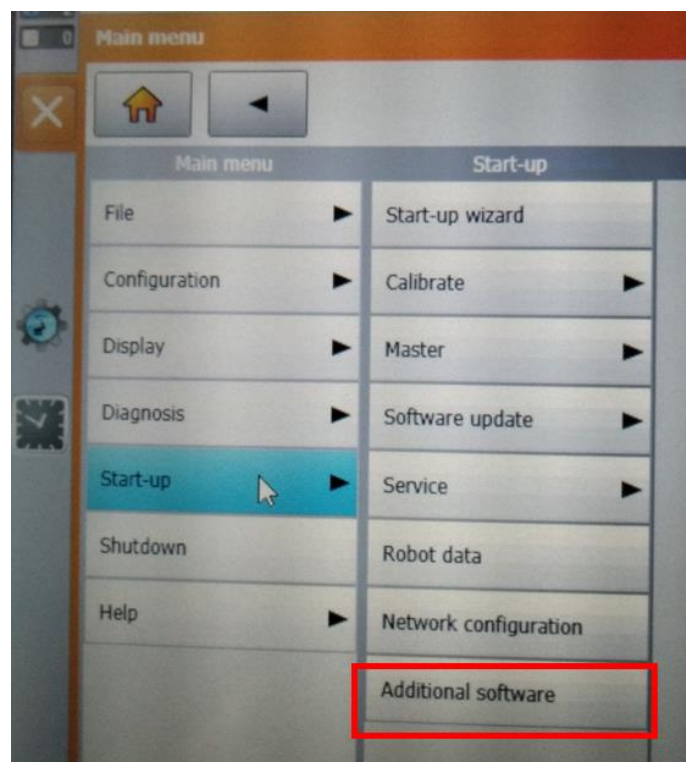 0
Main menu
Main menu
Start-up
File
Configuration
Display
Diagnosis
Start-up
Shutdown
Help
Start-up wizard
Calibrate
Master
Software update
Service
Robot data
Network configuration
Additional software